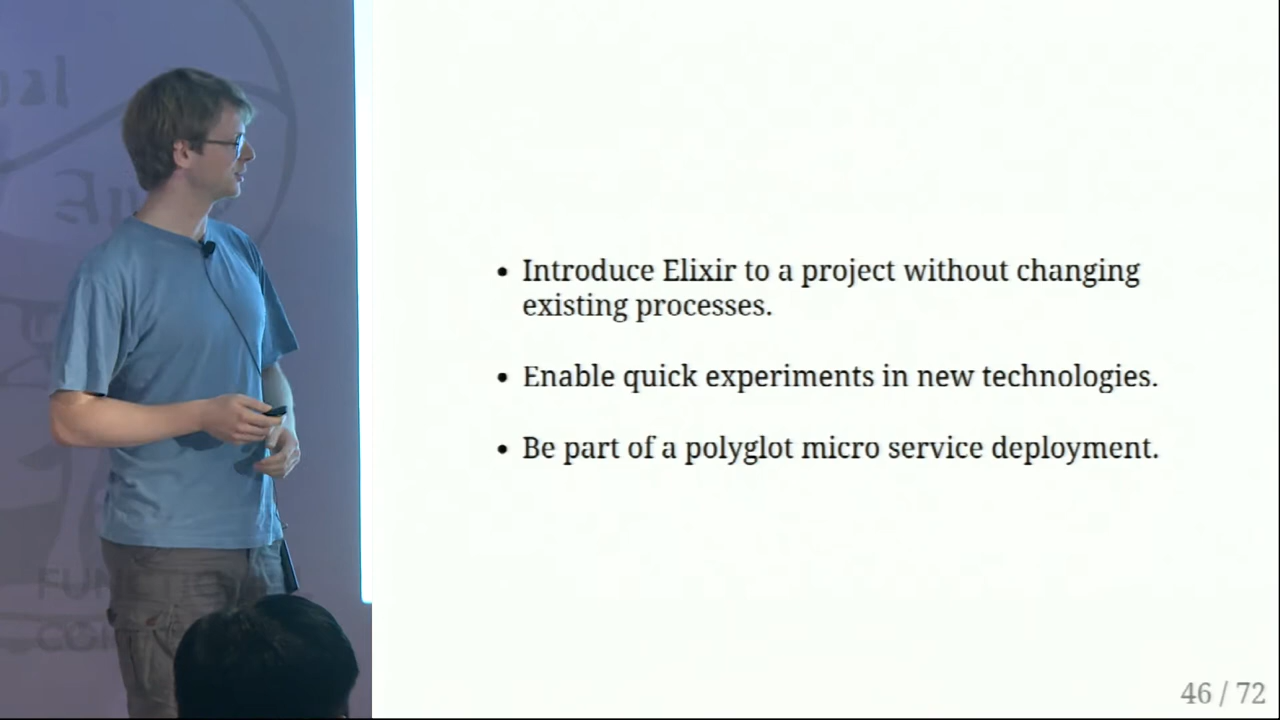 • Introduce Elixir to a project without changing
existing processes.
• Enable quick experiments in new technologies.
• Be part of a polyglot micro service deployment.
46 / 72